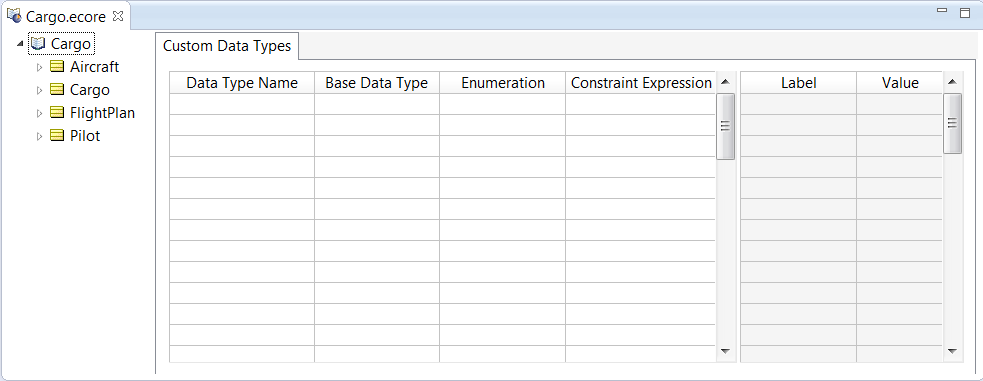 Cargo.ecore
Cargo
Aircraft
Cargo
FlightPlan
Pilot
Custom Data Types
Data Type Name Base Data Type Enumeration Constraint Expression Label Value